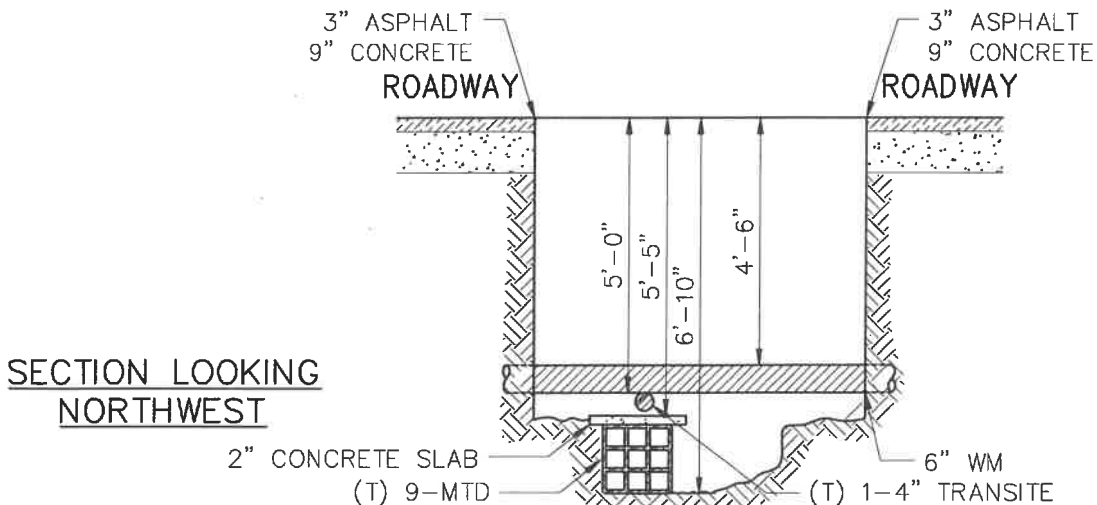 3” ASPHALT
9” CONCRETE
ROADWAY
3” ASPHALT
9” CONCRETE
ROADWAY
5’-0”
5’-5”
6’-10”
4’-6”
SECTION LOOKING
NORTHWEST
2” CONCRETE SLAB
(T) 9-MTD
6” WM
(T) 1-4” TRANSITE